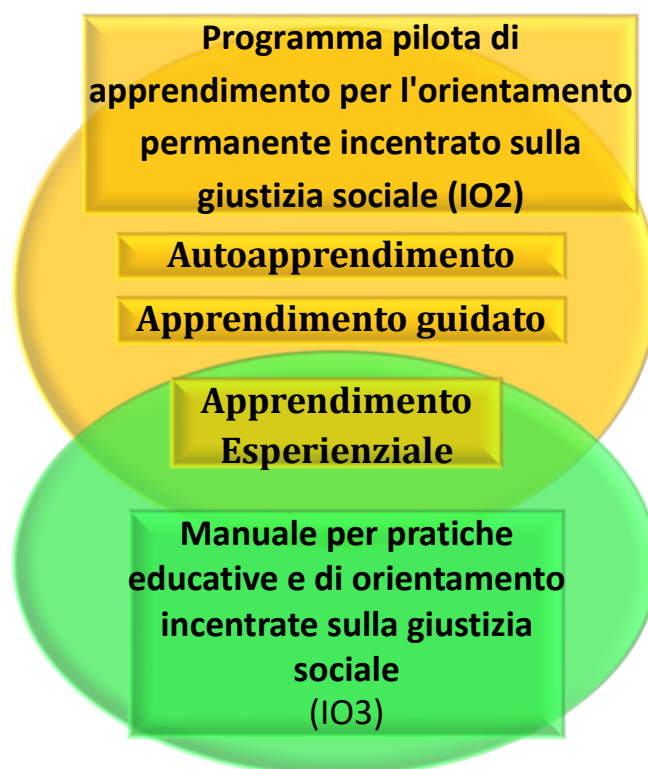 Programma pilota di
apprendimento per l'orientamento
permanente incentrato sulla
giustizia sociale (IO2)
Autoapprendimento
Apprendimento guidato
Apprendimento
Esperienziale
Manuale per pratiche
educative e di orientamento
incentrate sulla giustizia
sociale
(IO3)